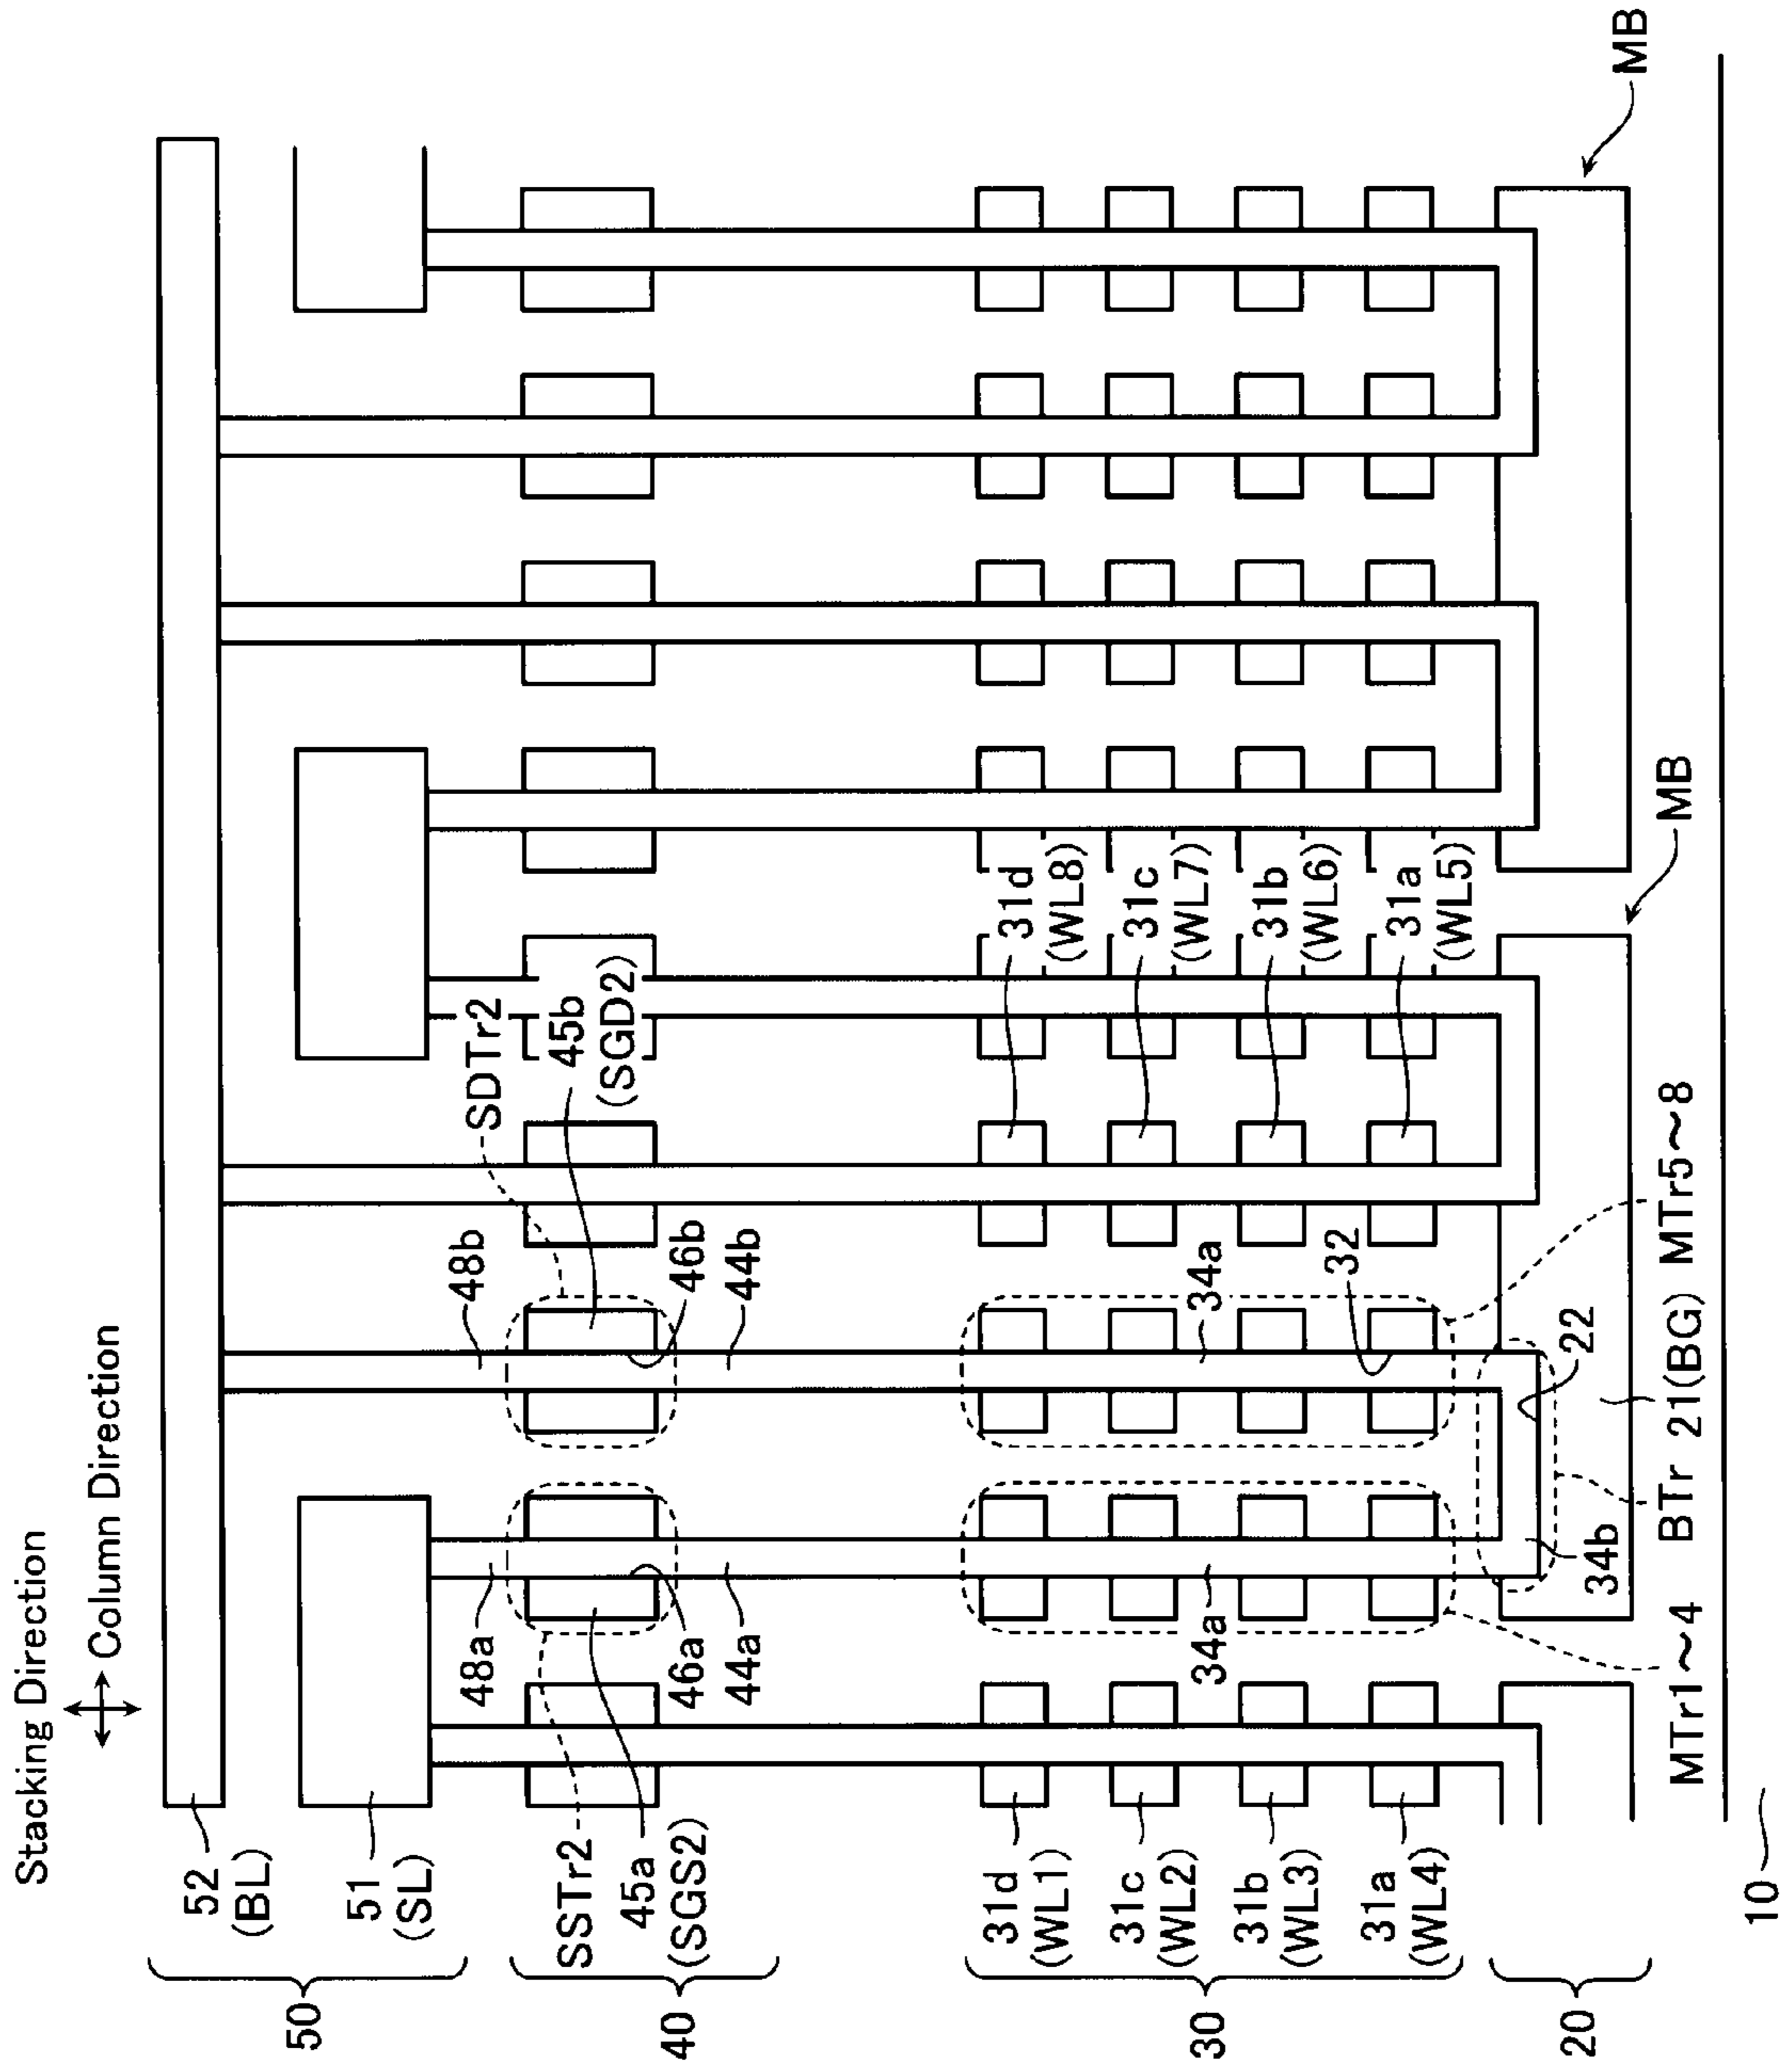 Stacking Direction
Column Direction
52
(BL)
51
(SL)
50
48a
48b
SDTr2
SSTr2
45a
(SGS2)
45b
(SGD2)
46a
46b
44a
44b
40
31d
(WL1)
31c
(WL2)
31b
(WL3)
31a
(WL4)
34a
34a
32
31d
(WL8)
31c
(WL7)
31b
(WL6)
31a
(WL5)
30
34b
22
20
MTr1~4
BTr
21(BG)
MTr5~8
MB
MB
10